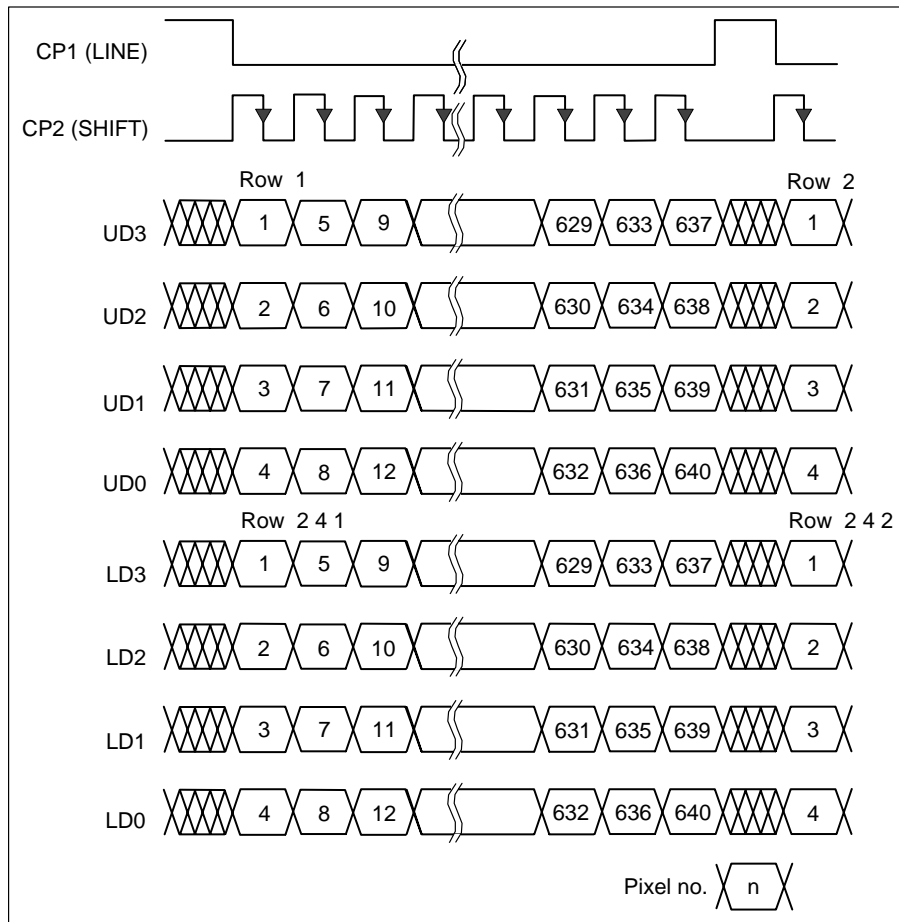 CP1 (LINE)
CP2 (SHIFT)
Row 1 Row 2
UD3 1 5 9 629 633 637 1
UD2 2 6 10 630 634 638 2
UD1 3 7 11 631 635 639 3
UD0 4 8 12 632 636 640 4
Row 2 4 1 Row 2 4 2
LD3 1 5 9 629 633 637 1
LD2 2 6 10 630 634 638 2
LD1 3 7 11 631 635 639 3
LD0 4 8 12 632 636 640 4
Pixel no. n